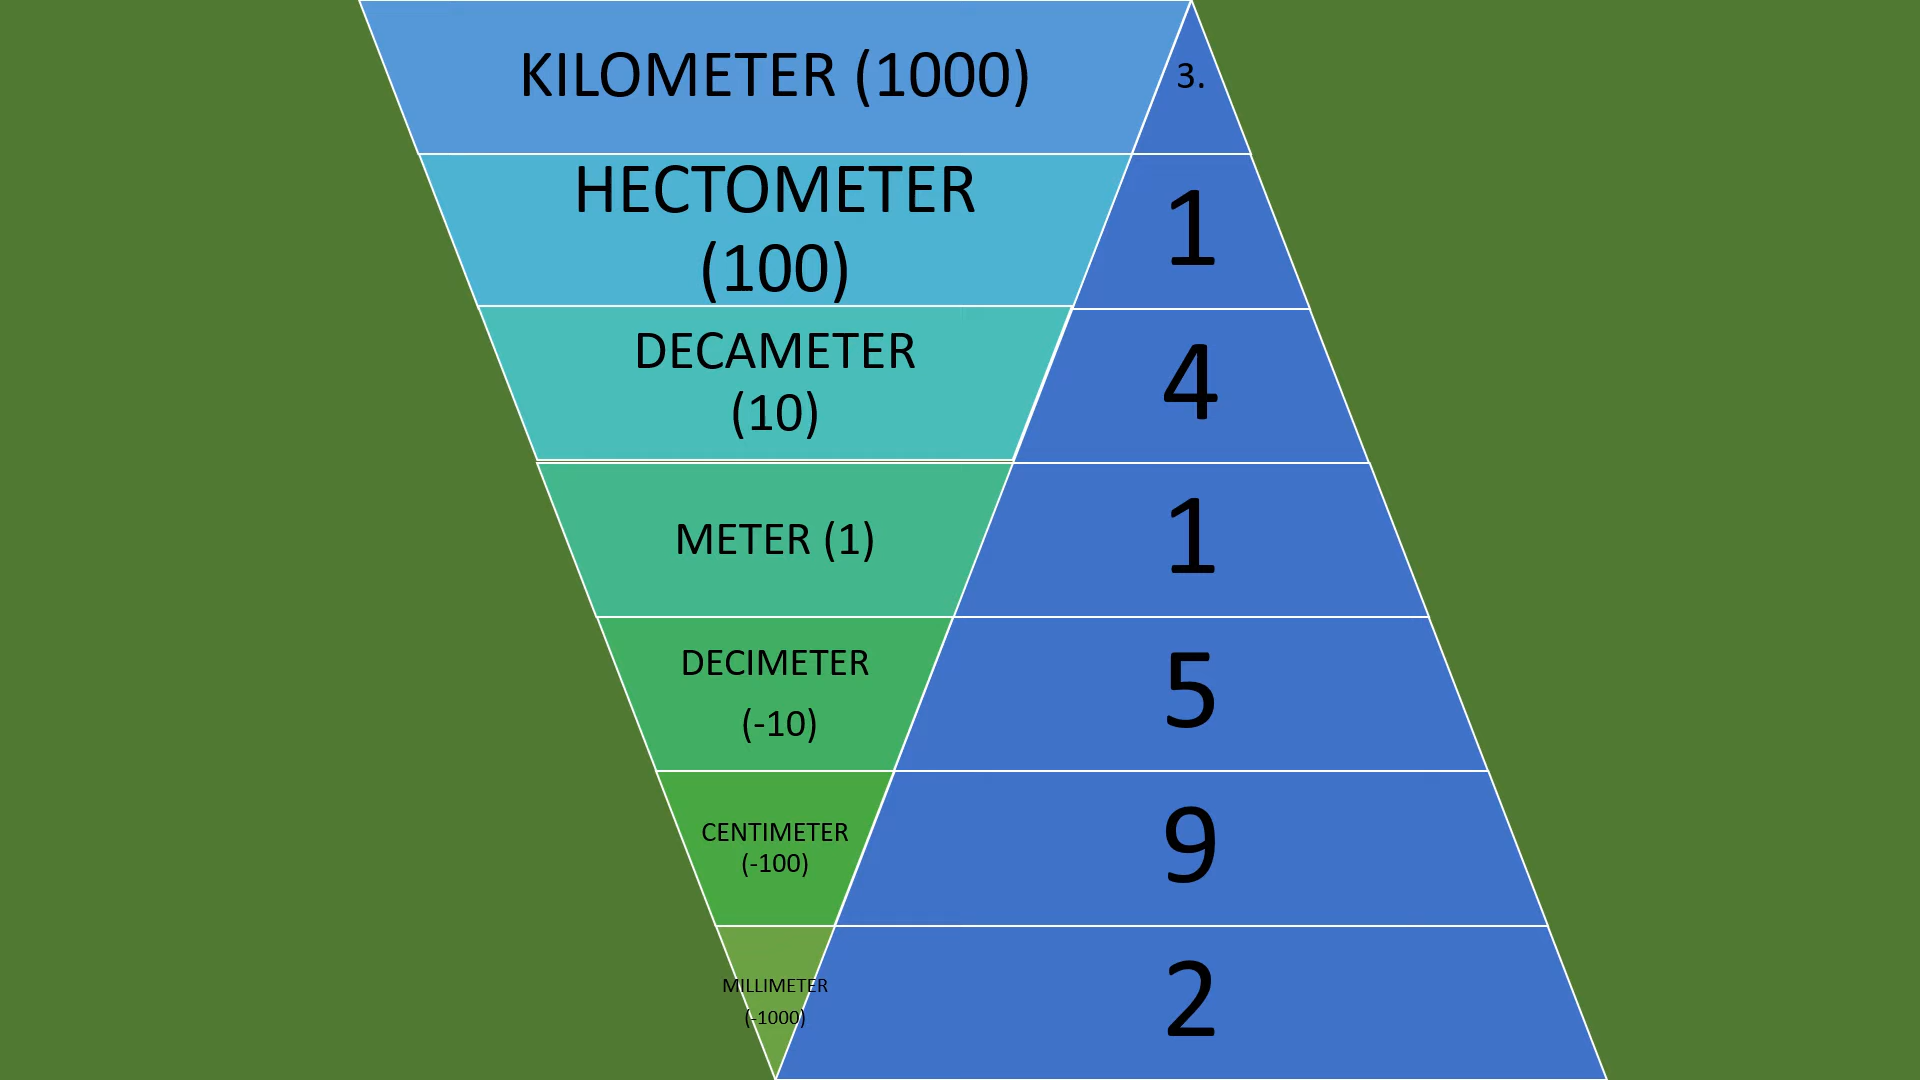 KILOMETER (1000)
3.
HECTOMETER
(100)
1
DECAMETER
(10)
4
METER (1)
1
DECIMETER
(-10)
5
CENTIMETER
(-100)
9
MILLIMETER
(-1000)
2